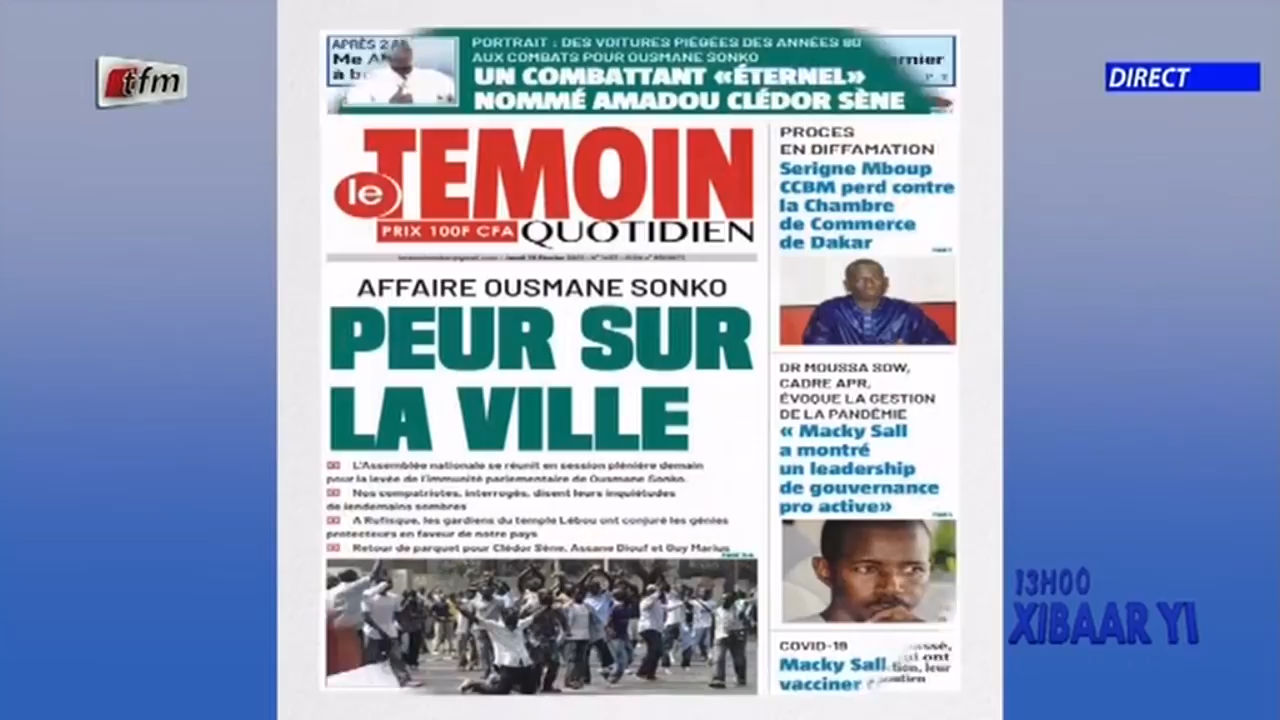 tfm
DIRECT
APRÈS 2
Me
à
PORTRAIT : DES VOITURES PIÉGÉES DES ANNÉES 80
AUX COMBATS POUR OUSMANE SONKO
UN COMBATTANT «ÉTERNEL»
NOMMÉ AMADOU CLÉDOR SÈNE
le TEMOIN
PRIX 100F CFA QUOTIDIEN
AFFAIRE OUSMANE SONKO
PEUR SUR
LA VILLE
L'Assemblée nationale se réunit en session plénière demain
pour la levée de l'immunité parlementaire de Ousmane Sonko.
Nos compatriotes, interrogés, disent leurs inquiétudes
de lendemains sombres
A Rufisque, les gardiens du temple Lébou ont conjuré les génies
protecteurs en faveur de notre pays
Retour de parquet pour Clédor Sène, Assane Diouf et Guy Marius
PROCES
EN DIFFAMATION
Serigne Mboup
CCBM perd contre
la Chambre
de Commerce
de Dakar
DR MOUSSA SOW,
CADRE APR,
ÉVOQUE LA GESTION
DE LA PANDÉMIE
« Macky Sall
a montré
un leadership
de gouvernance
pro active»
COVID-19
Macky Sall
vacciner
13H00
XIBAAR YI